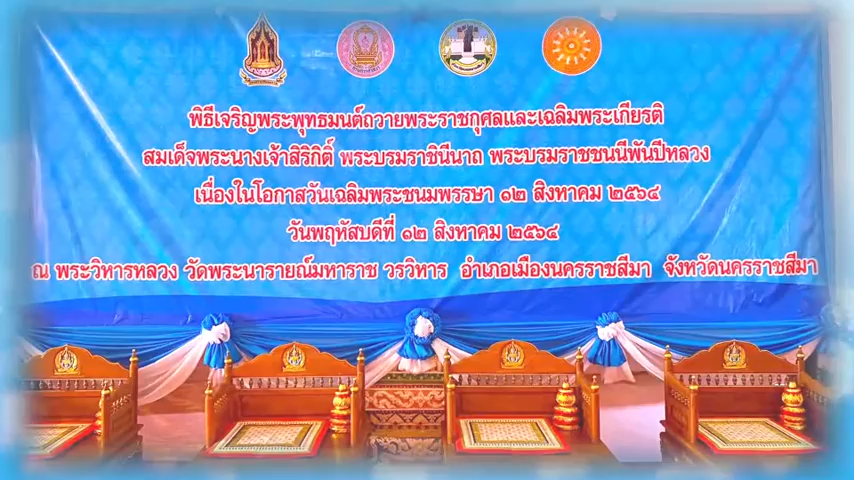 พิธีเจริญพระพุทธมนต์ถวายพระราชกุศลและเฉลิมพระเกียรติ
สมเด็จพระนางเจ้าสิริกิติ์ พระบรมราชินีนาถ พระบรมราชชนนีพันปีหลวง
เนื่องในโอกาสวันเฉลิมพระชนมพรรษา ๑๒ สิงหาคม ๒๕๖๔
วันพฤหัสบดีที่ ๑๒ สิงหาคม ๒๕๖๔
ณ พระวิหารหลวง วัดพระนารายณ์มหาราช วรวิหาร อำเภอเมืองนครราชสีมา จังหวัดนครราชสีมา